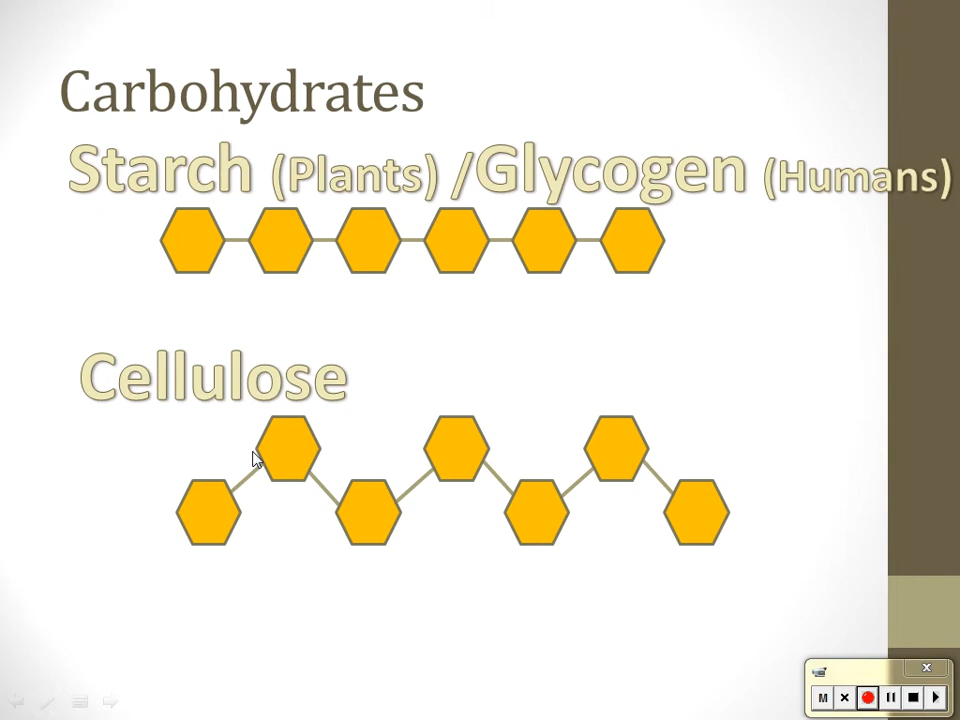 Carbohydrates
Starch (Plants) /Glycogen (Humans)
Cellulose
M
x